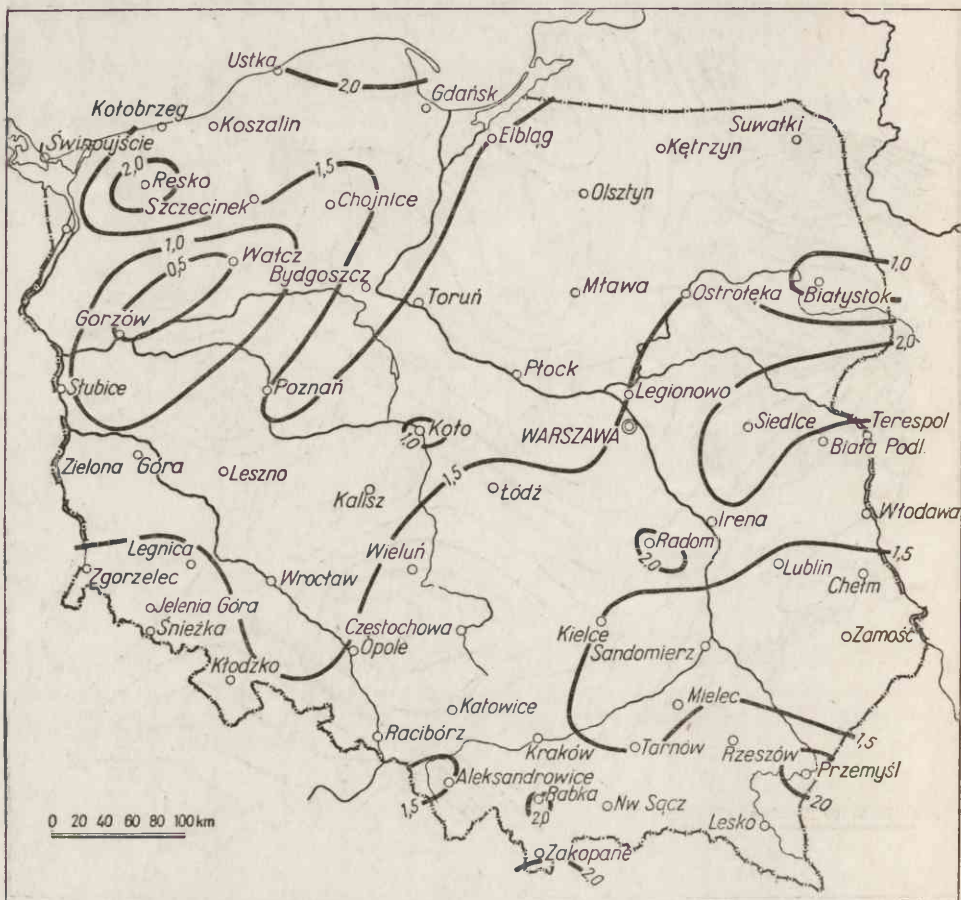 Ustka
2,0
Gdańsk
Kołobrzeg
Koszalin
Elbląg
Suwałki
Kętrzyn
Świnoujście
2,0
Resko
1,5
Szczecinek
Chojnice
Olsztyn
1,0
Wałcz
0,5
Bydgoszcz
1,0
Toruń
Mława
Ostrołęka
Białystok
Gorzów
2,0
Płock
Słubice
Poznań
Legionowo
Koło
1,0
WARSZAWA
Siedlce
Terespol
Biała Podl.
Zielona Góra
Leszno
1,5
Kalisz
Łódź
Włodawa
Irena
Radom
2,0
Legnica
Wieluń
1,5
Zgorzelec
Wrocław
Lublin
Chełm
Jelenia Góra
Śnieżka
Częstochowa
Kielce
Zamość
Opole
Sandomierz
Kłodzko
Mielec
Katowice
1,5
Racibórz
Kraków
Tarnów
Rzeszów
Przemyśl
Aleksandrowice
1,5
Rabka
2,0
Nw Sącz
20
Lesko
0 20 40 60 80 100 km
Zakopane
2,0